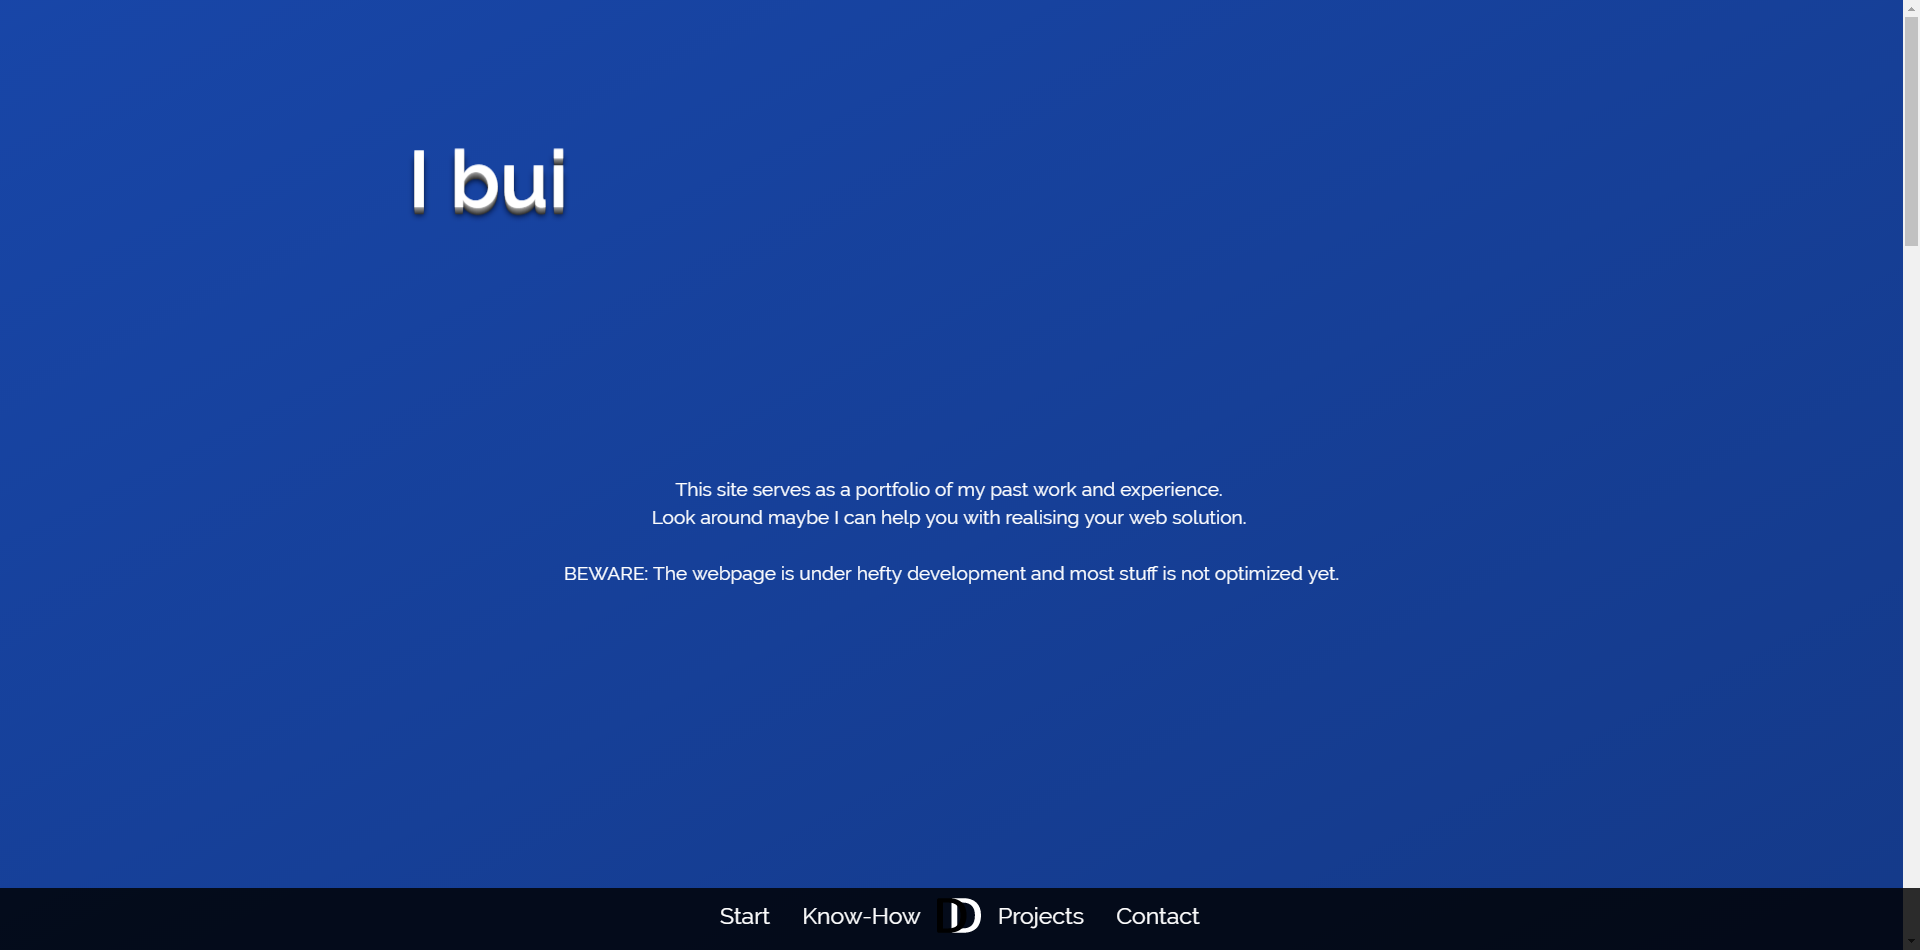 I bui
This site serves as a portfolio of my past work and experience.
Look around maybe I can help you with realising your web solution.
BEWARE: The webpage is under hefty development and most stuff is not optimized yet.
Start Know-How DD Projects Contact